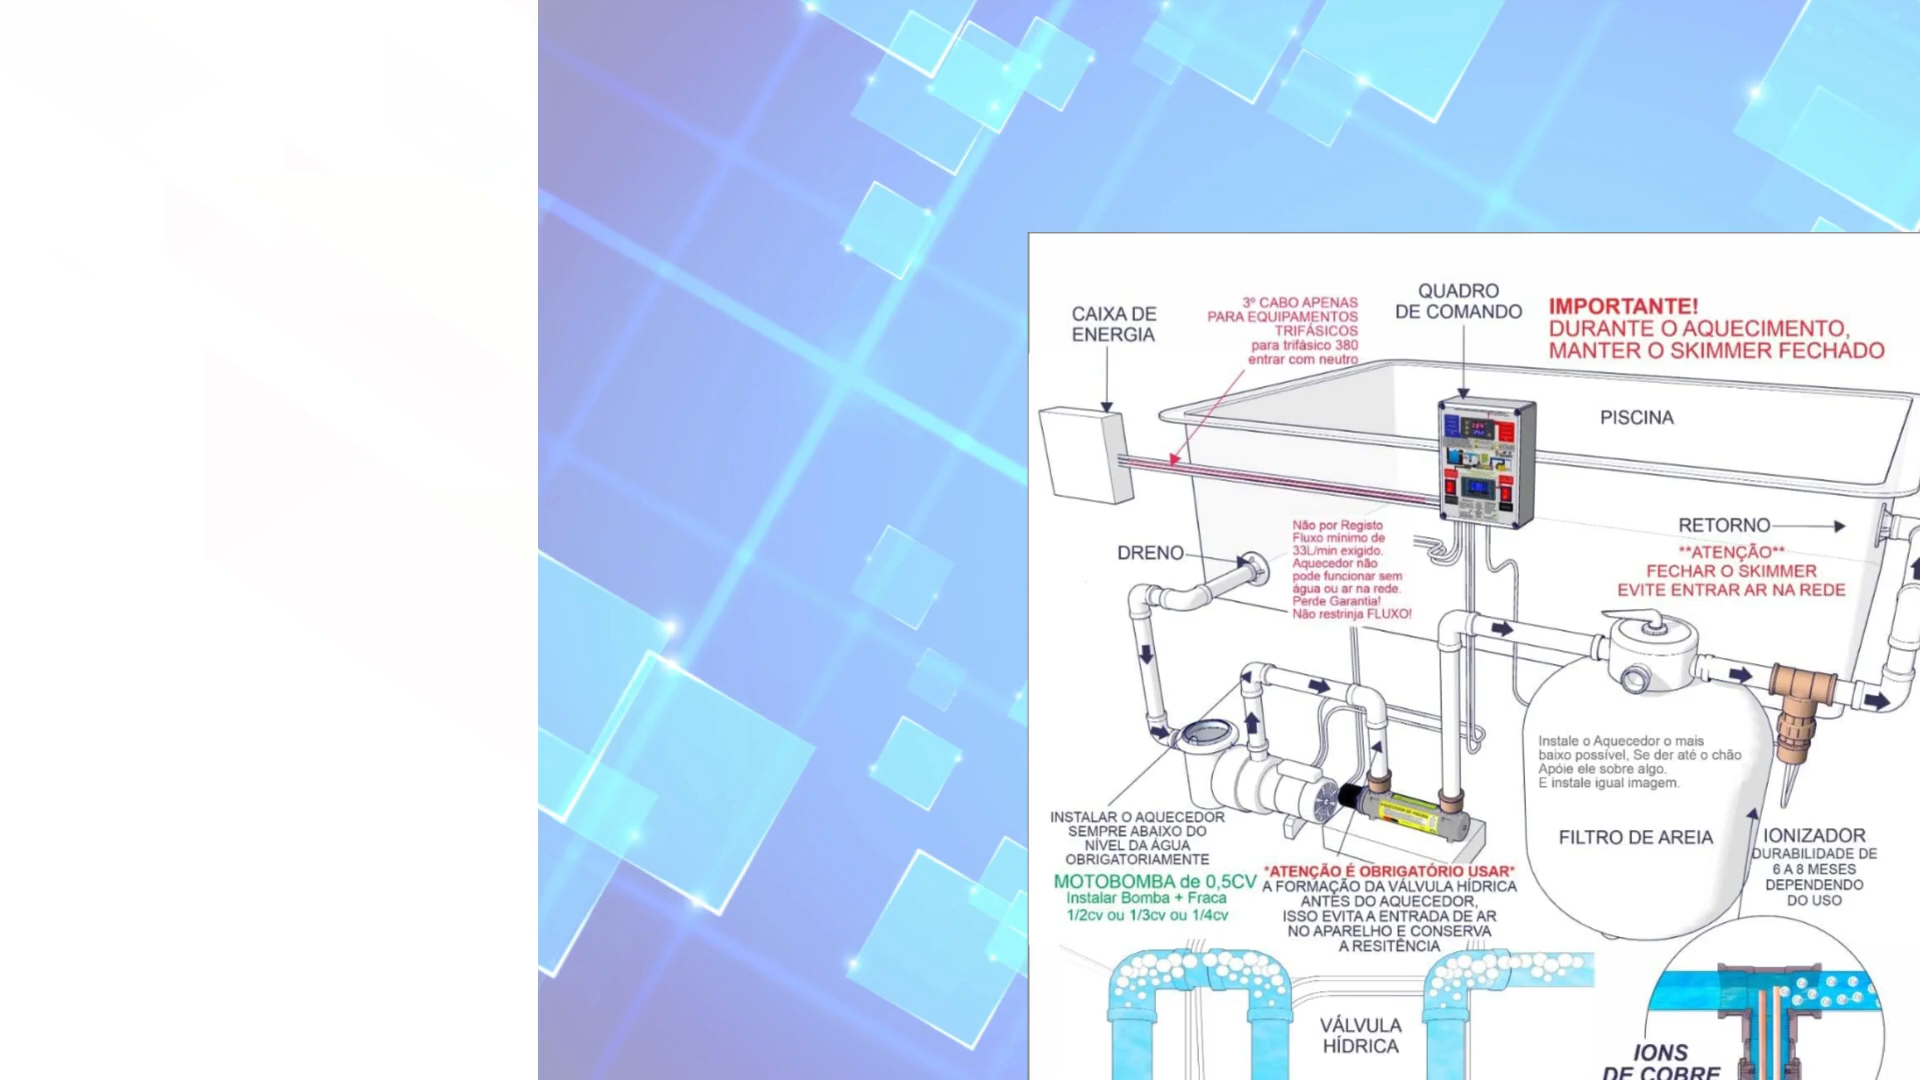 CAIXA DE
ENERGIA
3º CABO APENAS
PARA EQUIPAMENTOS
TRIFÁSICOS
para trifásico 380
entrar com neutro
QUADRO
DE COMANDO
IMPORTANTE!
DURANTE O AQUECIMENTO,
MANTER O SKIMMER FECHADO
PISCINA
RETORNO
**ATENÇÃO**
FECHAR O SKIMMER
EVITE ENTRAR AR NA REDE
DRENO
Não por Registo
Fluxo mínimo de
33L/min exigido.
Aquecedor não
pode funcionar sem
água ou ar na rede.
Perde Garantia!
Não restrinja FLUXO!
Instale o Aquecedor o mais
baixo possível, Se der até o chão
Apóie ele sobre algo.
E instale igual imagem.
FILTRO DE AREIA
IONIZADOR
DURABILIDADE DE
6 A 8 MESES
DEPENDENDO
DO USO
INSTALAR O AQUECEDOR
SEMPRE ABAIXO DO
NÍVEL DA ÁGUA
OBRIGATORIAMENTE
MOTOBOMBA de 0,5CV
Instalar Bomba + Fraca
1/2cv ou 1/3cv ou 1/4cv
*ATENÇÃO É OBRIGATÓRIO USAR*
A FORMAÇÃO DA VÁLVULA HÍDRICA
ANTES DO AQUECEDOR,
ISSO EVITA A ENTRADA DE AR
NO APARELHO E CONSERVA
A RESITÊNCIA
VÁLVULA
HÍDRICA
IONS
DE COBRE